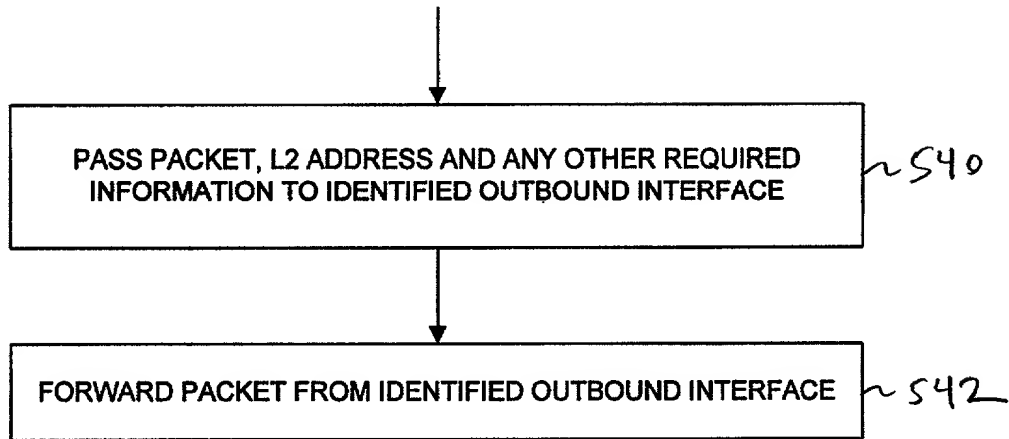 PASS PACKET, L2 ADDRESS AND ANY OTHER REQUIRED
INFORMATION TO IDENTIFIED OUTBOUND INTERFACE
540
FORWARD PACKET FROM IDENTIFIED OUTBOUND INTERFACE
542